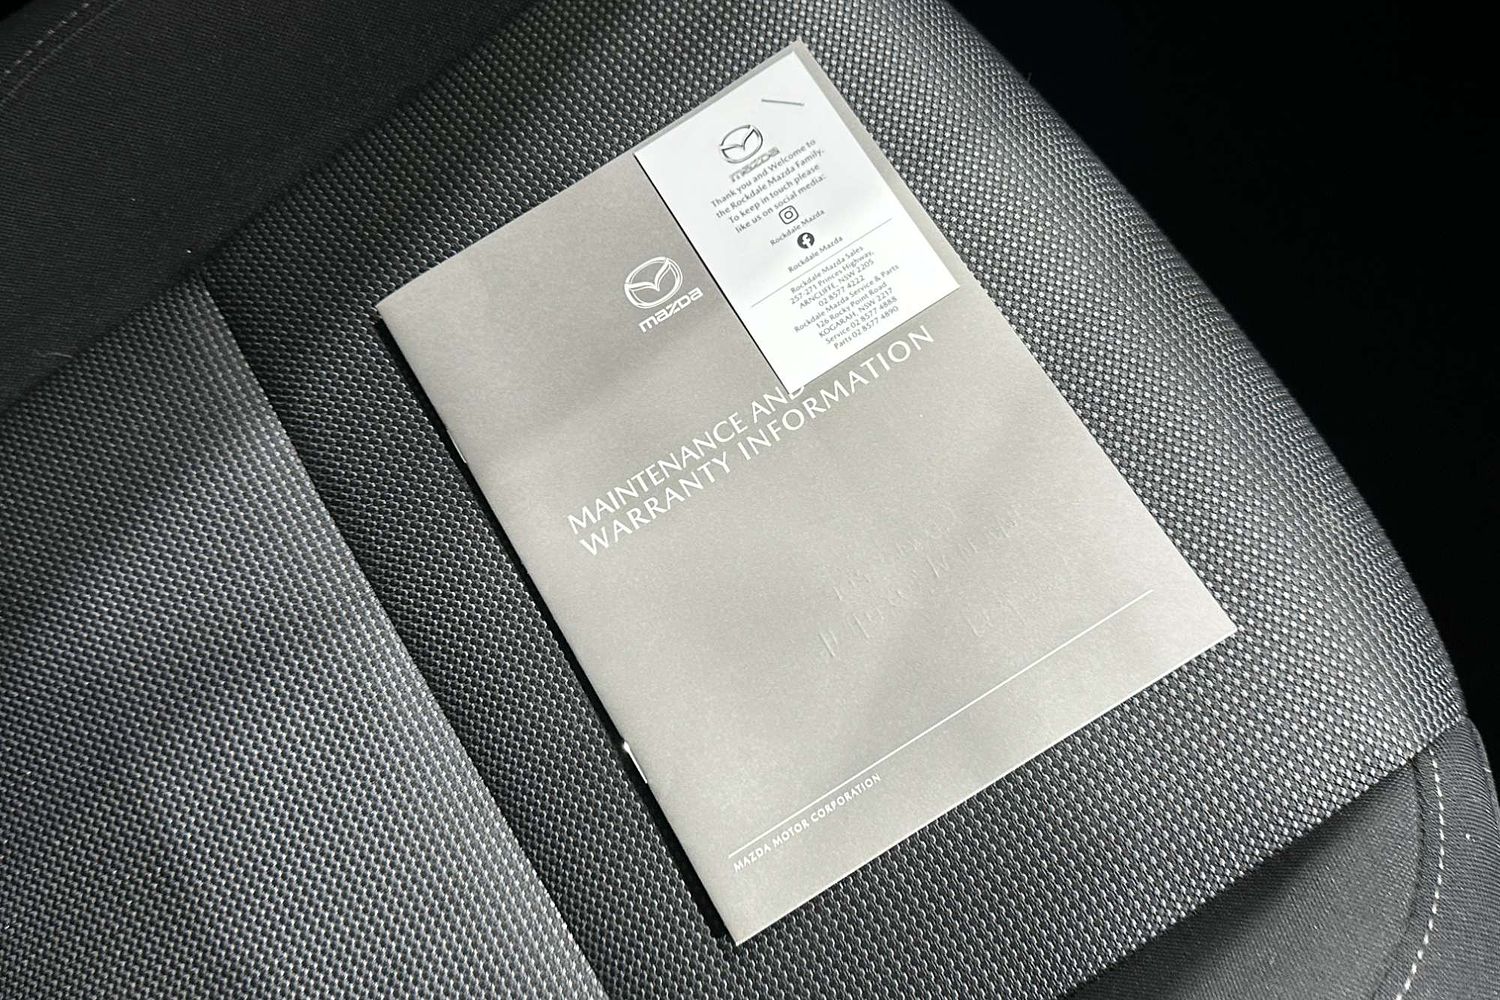 mazda
Thank you and Welcome to
the Rockdale Mazda Family.
To keep in touch please
like us on social media:
Rockdale Mazda
Rockdale Mazda
Rockdale Mazda Sales
257-271 Princes Highway,
ARNCLIFFE, NSW 2205
02 8577 4222
Rockdale Mazda Service & Parts
126 Rocky Point Road
KOGARAH, NSW 2217
Service 02 8577 4888
Parts 02 8577 4890
mazda
MAINTENANCE AND
WARRANTY INFORMATION
MAZDA MOTOR CORPORATION